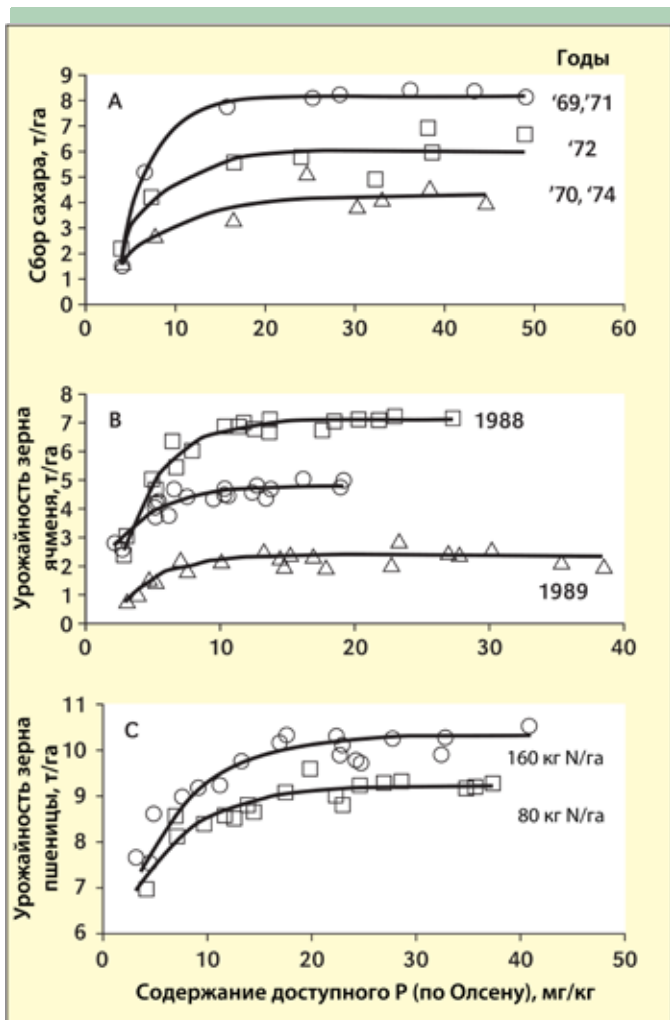 Годы
A
Сбор сахара, т/га
9
8
7
6
5
4
3
2
1
0
'69,'71
'72
'70, '74
0 10 20 30 40 50 60
B
Урожайность зерна
ячменя, т/га
8
7
6
5
4
3
2
1
0
1988
1989
0 10 20 30 40
C
Урожайность зерна
пшеницы, т/га
11
10
9
8
7
6
160 кг N/га
80 кг N/га
0 10 20 30 40 50
Содержание доступного P (по Олсену), мг/кг